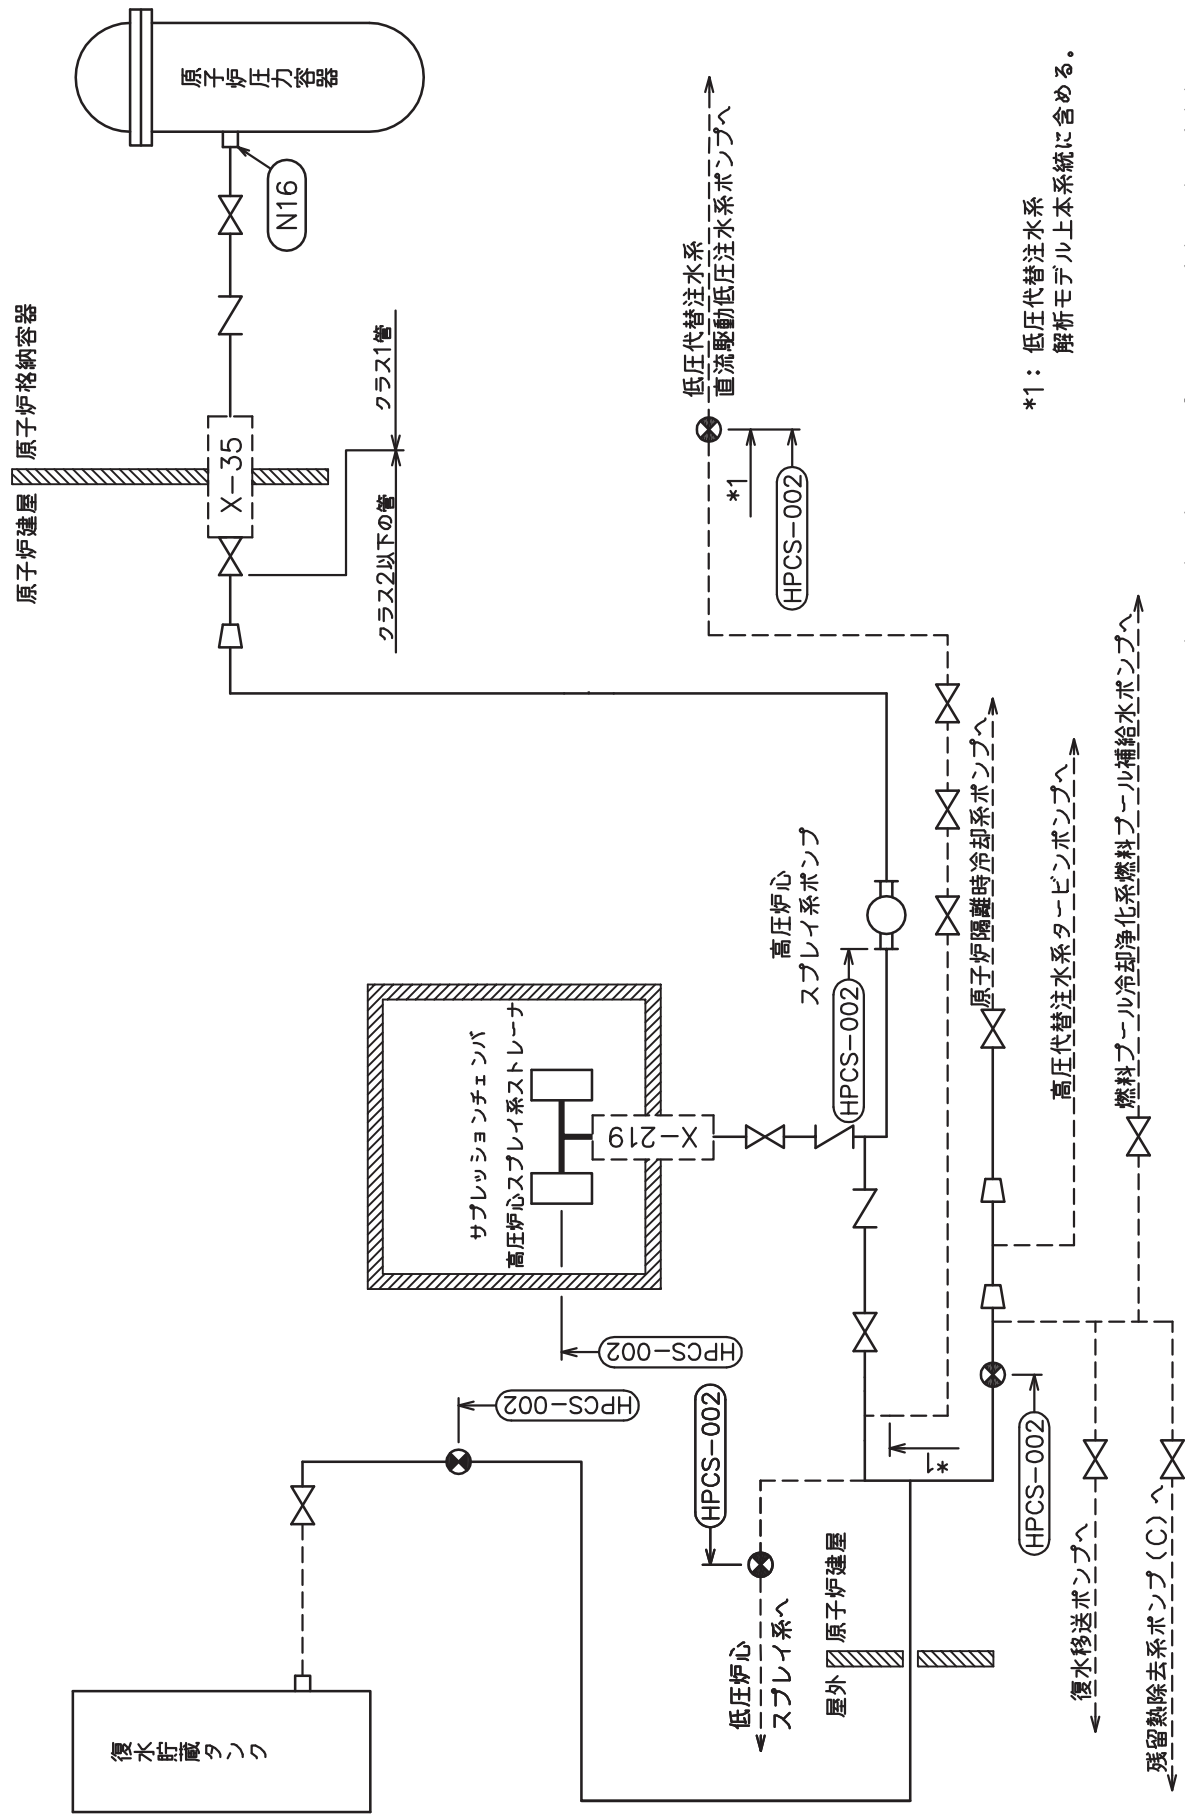 復水貯蔵タンク
HPCS-002
HPCS-002
サプレッションチェンバ
高圧炉心スプレイ系ストレーナ
X-219
原子炉建屋
原子炉格納容器
X-35
クラス2以下の管
クラス1管
N16
原子炉圧力容器
HPCS-002
低圧炉心
スプレイ系へ
屋外
原子炉建屋
*1
HPCS-002
高圧炉心
スプレイ系ポンプ
HPCS-002
低圧代替注水系
直流駆動低圧注水系ポンプへ
*1
HPCS-002
原子炉隔離時冷却系ポンプへ
高圧代替注水系タービンポンプへ
燃料プール冷却浄化系燃料プール補給水ポンプへ
復水移送ポンプへ
残留熱除去系ポンプ(C)へ
*1: 低圧代替注水系
解析モデル上本系統に含める。